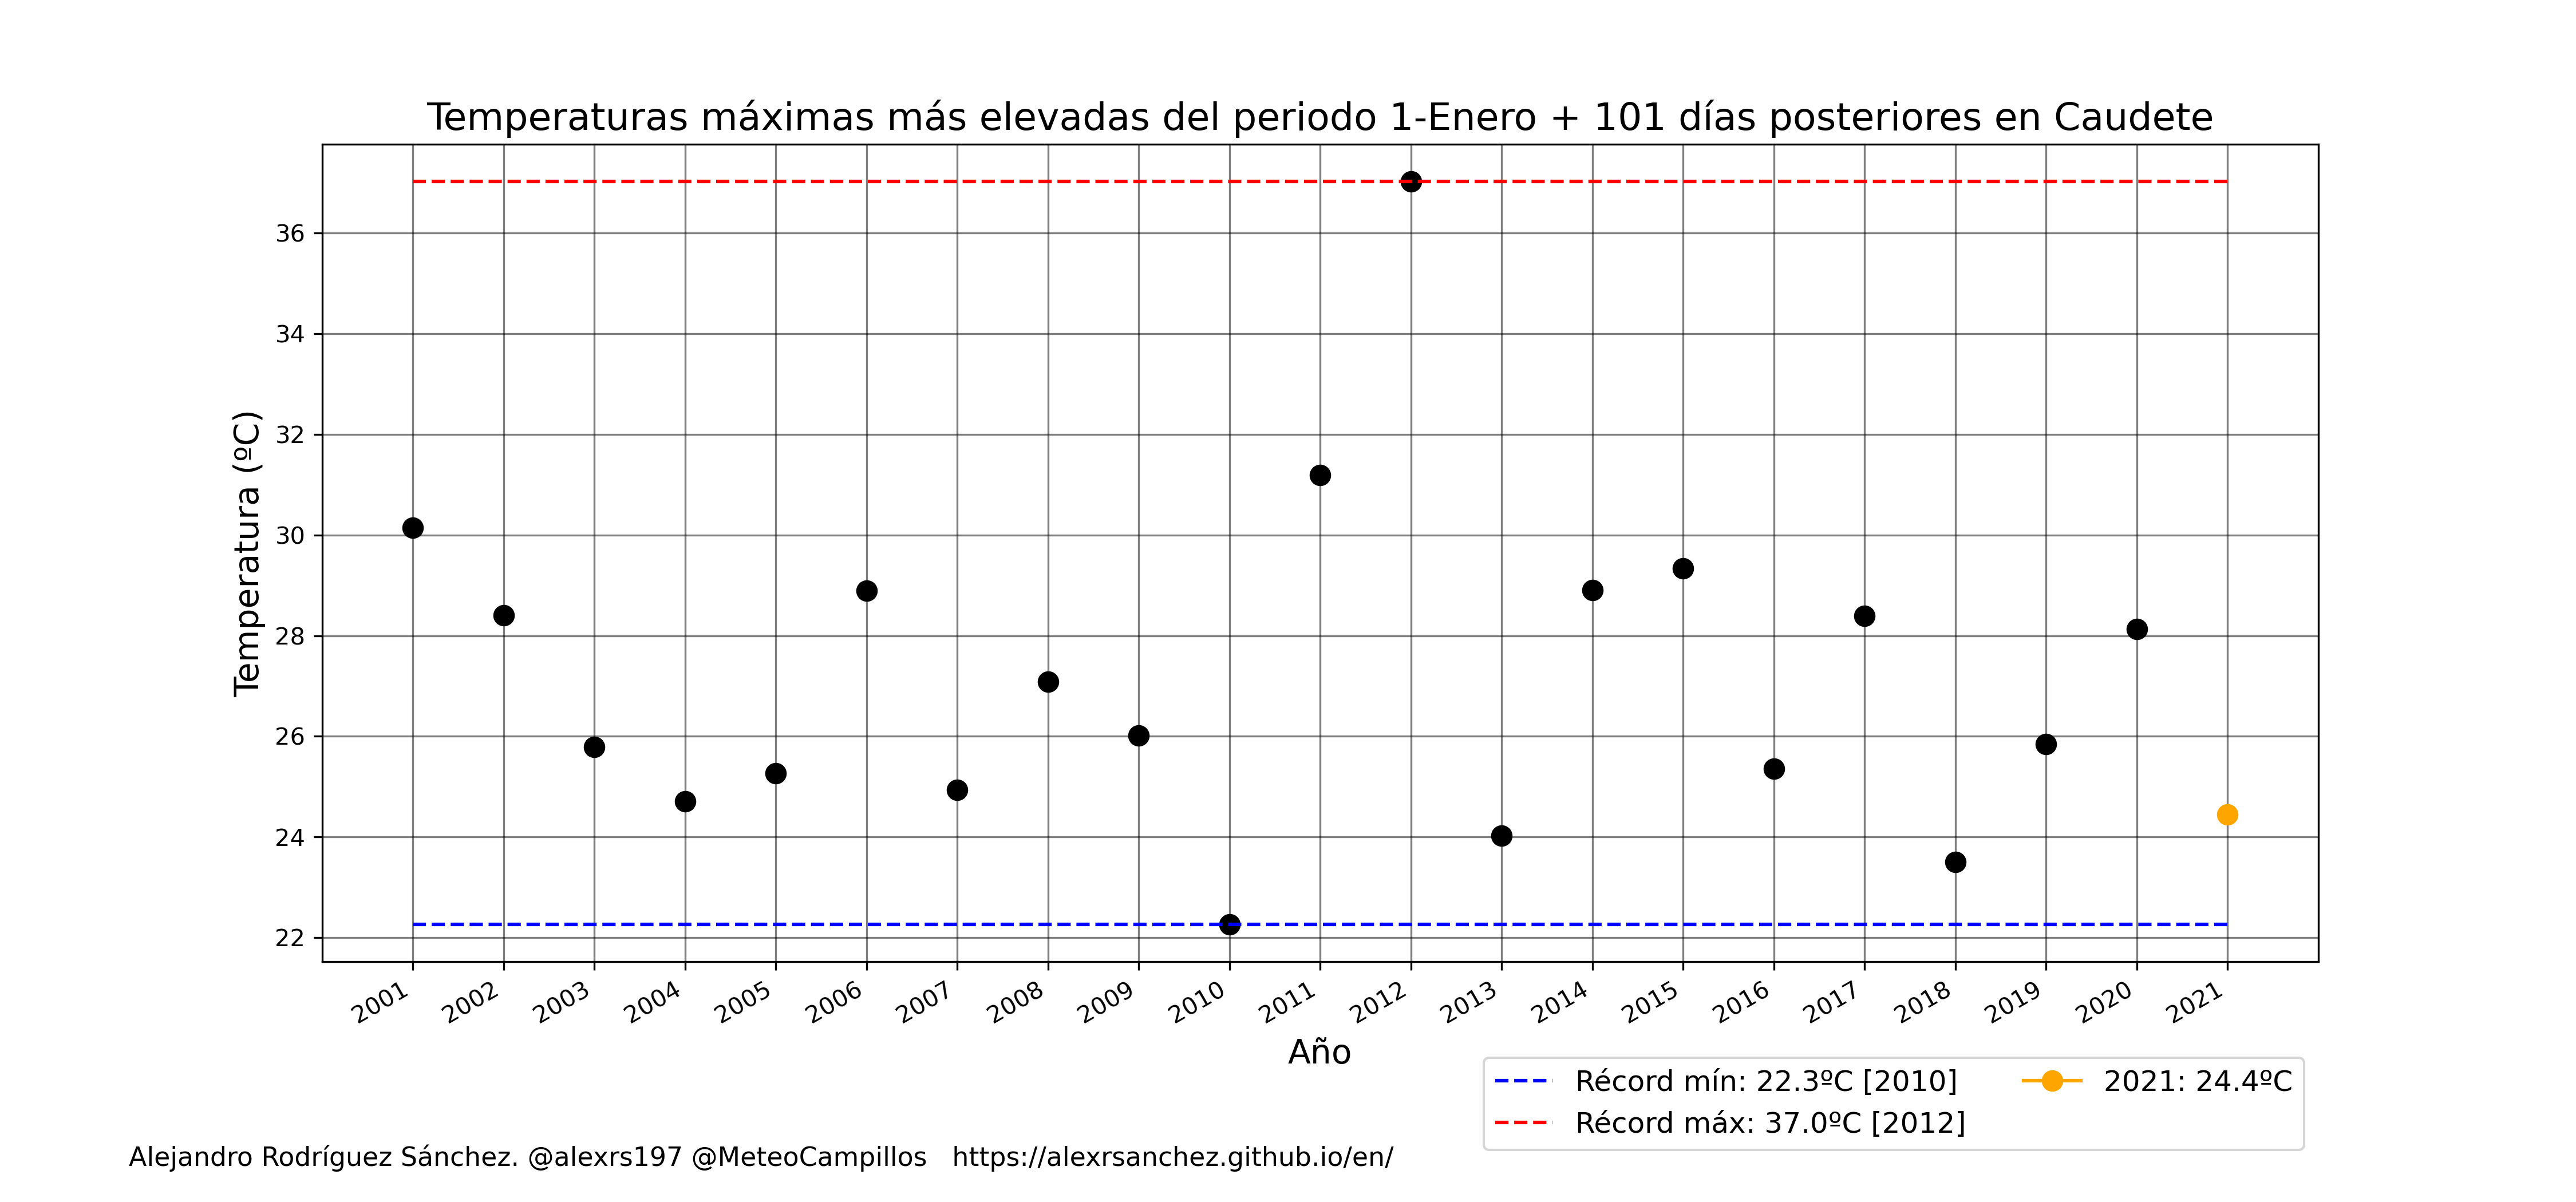 Temperaturas máximas más elevadas del periodo 1-Enero + 101 días posteriores en Caudete
Temperatura (ºC)
36
34
32
30
28
26
24
22
2001 2002 2003 2004 2005 2006 2007 2008 2009 2010 2011 2012 2013 2014 2015 2016 2017 2018 2019 2020 2021
Año
Récord mín: 22.3ºC [2010]
Récord máx: 37.0ºC [2012]
2021: 24.4ºC
Alejandro Rodríguez Sánchez. @alexrs197 @MeteoCampillos https://alexrsanchez.github.io/en/